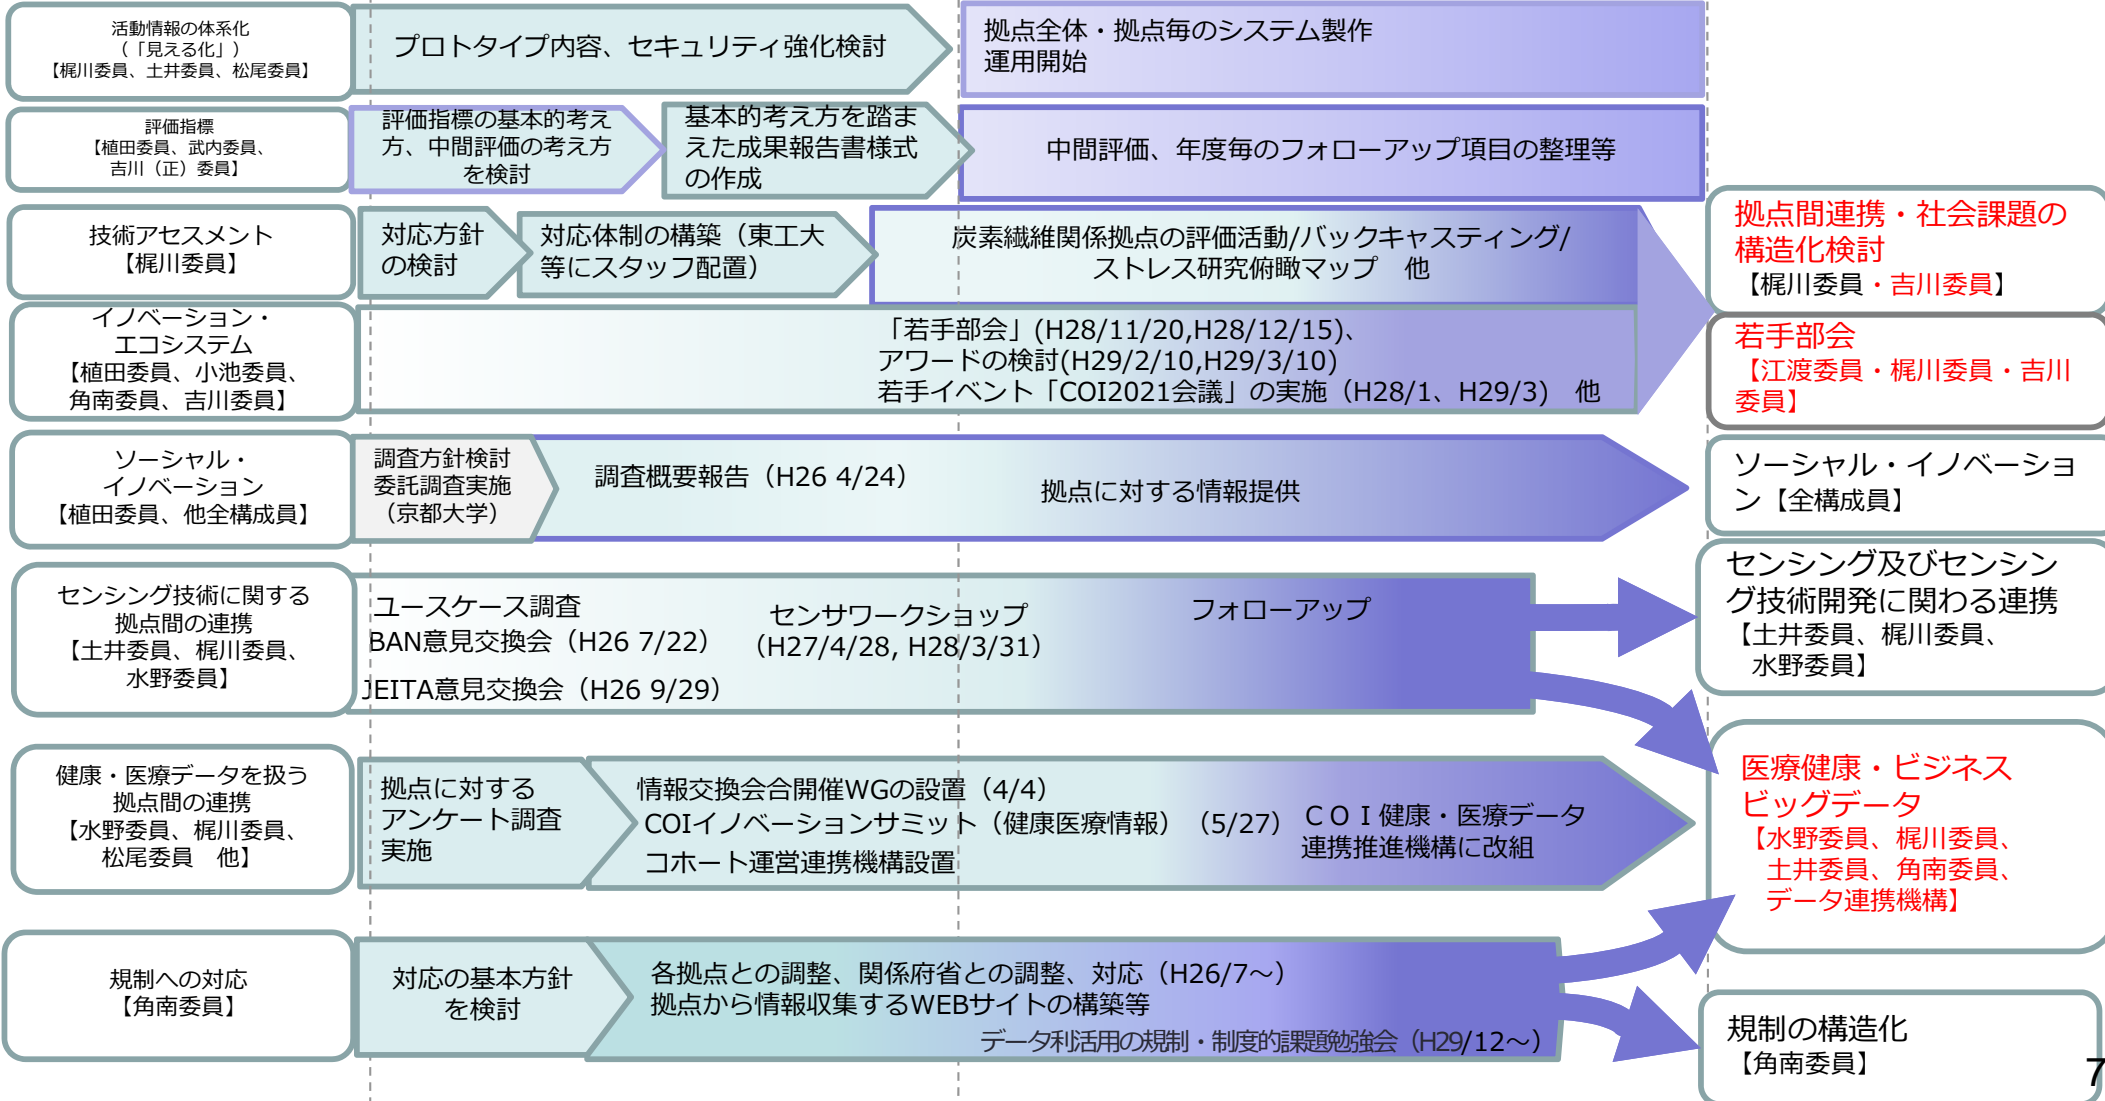 活動情報の体系化
（「見える化」）
【梶川委員、土井委員、松尾委員】
プロトタイプ内容、セキュリティ強化検討
拠点全体・拠点毎のシステム製作
運用開始
評価指標
【植田委員、武内委員、
吉川（正）委員】
評価指標の基本的考え
方、中間評価の考え方
を検討
基本的考え方を踏ま
えた成果報告書様式
の作成
中間評価、年度毎のフォローアップ項目の整理等
技術アセスメント
【梶川委員】
対応方針
の検討
対応体制の構築（東工大
等にスタッフ配置）
炭素繊維関係拠点の評価活動/バックキャスティング/
ストレス研究俯瞰マップ　他
拠点間連携・社会課題の
構造化検討
【梶川委員・吉川委員】
イノベーション・
エコシステム
【植田委員、小池委員、
角南委員、吉川委員】
「若手部会」(H28/11/20,H28/12/15)、
アワードの検討(H29/2/10,H29/3/10)
若手イベント「COI2021会議」の実施（H28/1、H29/3）　他
若手部会
【江渡委員・梶川委員・吉川
委員】
ソーシャル・
イノベーション
【植田委員、他全構成員】
調査方針検討
委託調査実施
（京都大学）
調査概要報告（H26 4/24）
拠点に対する情報提供
ソーシャル・イノベーショ
ン【全構成員】
センシング技術に関する
拠点間の連携
【土井委員、梶川委員、
水野委員】
ユースケース調査
BAN意見交換会（H26 7/22）
JEITA意見交換会（H26 9/29）
センサワークショップ
（H27/4/28, H28/3/31）
フォローアップ
センシング及びセンシン
グ技術開発に関わる連携
【土井委員、梶川委員、
水野委員】
健康・医療データを扱う
拠点間の連携
【水野委員、梶川委員、
松尾委員　他】
拠点に対する
アンケート調査
実施
情報交換会合開催WGの設置（4/4）
COIイノベーションサミット（健康医療情報）（5/27）
コホート運営連携機構設置
ＣＯＩ健康・医療データ
連携推進機構に改組
医療健康・ビジネス
ビッグデータ
【水野委員、梶川委員、
土井委員、角南委員、
データ連携機構】
規制への対応
【角南委員】
対応の基本方針
を検討
各拠点との調整、関係府省との調整、対応（H26/7～）
拠点から情報収集するWEBサイトの構築等
データ利活用の規制・制度的課題勉強会（H29/12～）
規制の構造化
【角南委員】
7